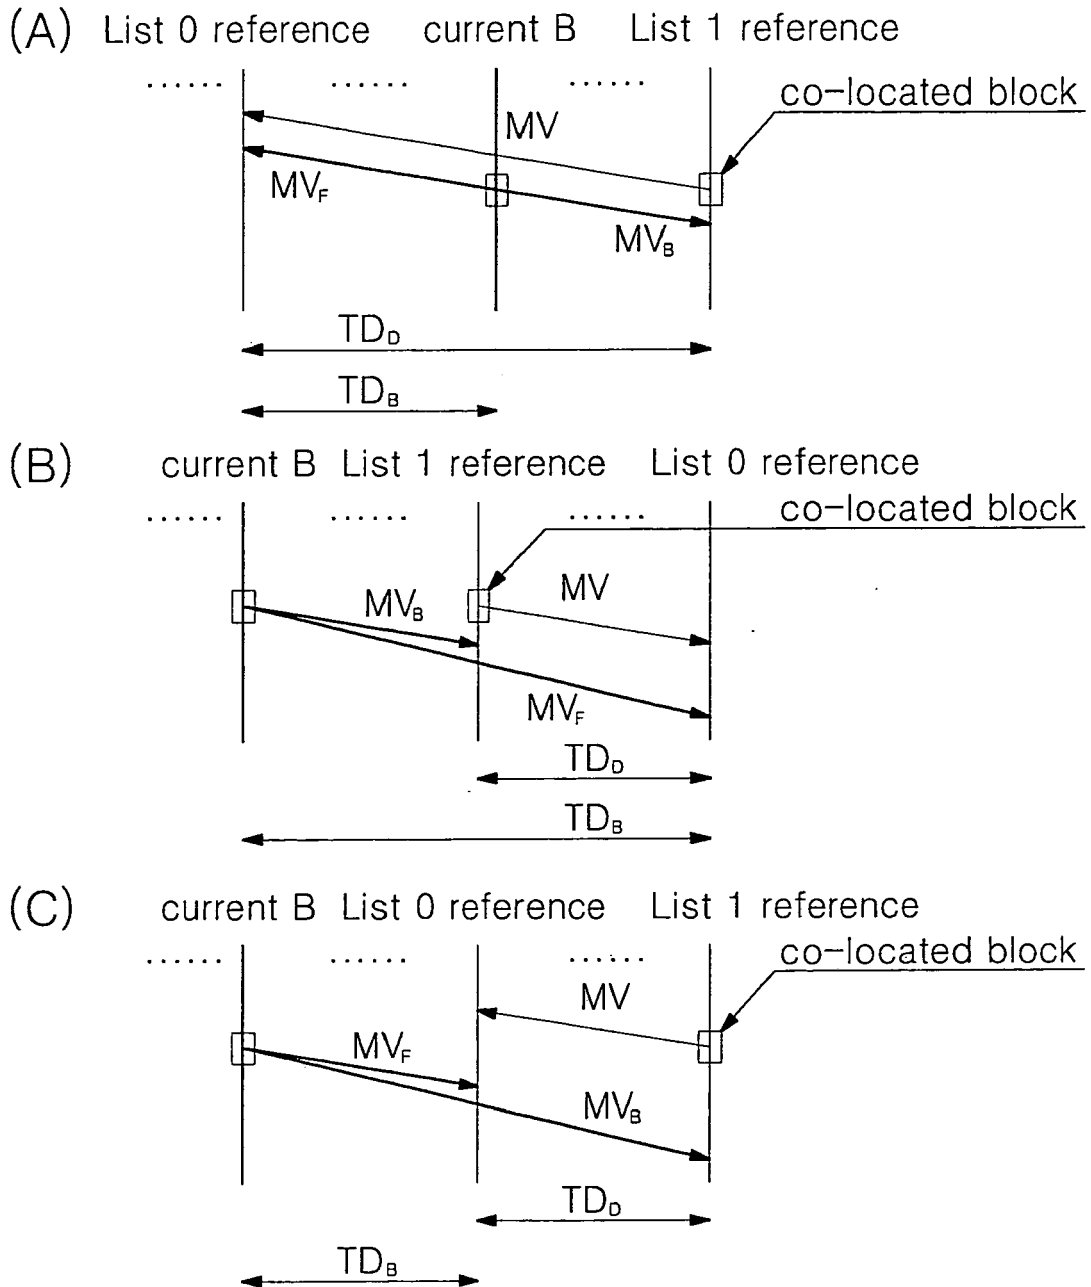 (A) List 0 reference current B List 1 reference
...... ...... ......
co-located block
MV
MVF
MVB
TDD
TDB
(B) current B List 1 reference List 0 reference
...... ...... ......
co-located block
MVB
MV
MVF
TDD
TDB
(C) current B List 0 reference List 1 reference
...... ...... ......
co-located block
MV
MVF
MVB
TDD
TDB